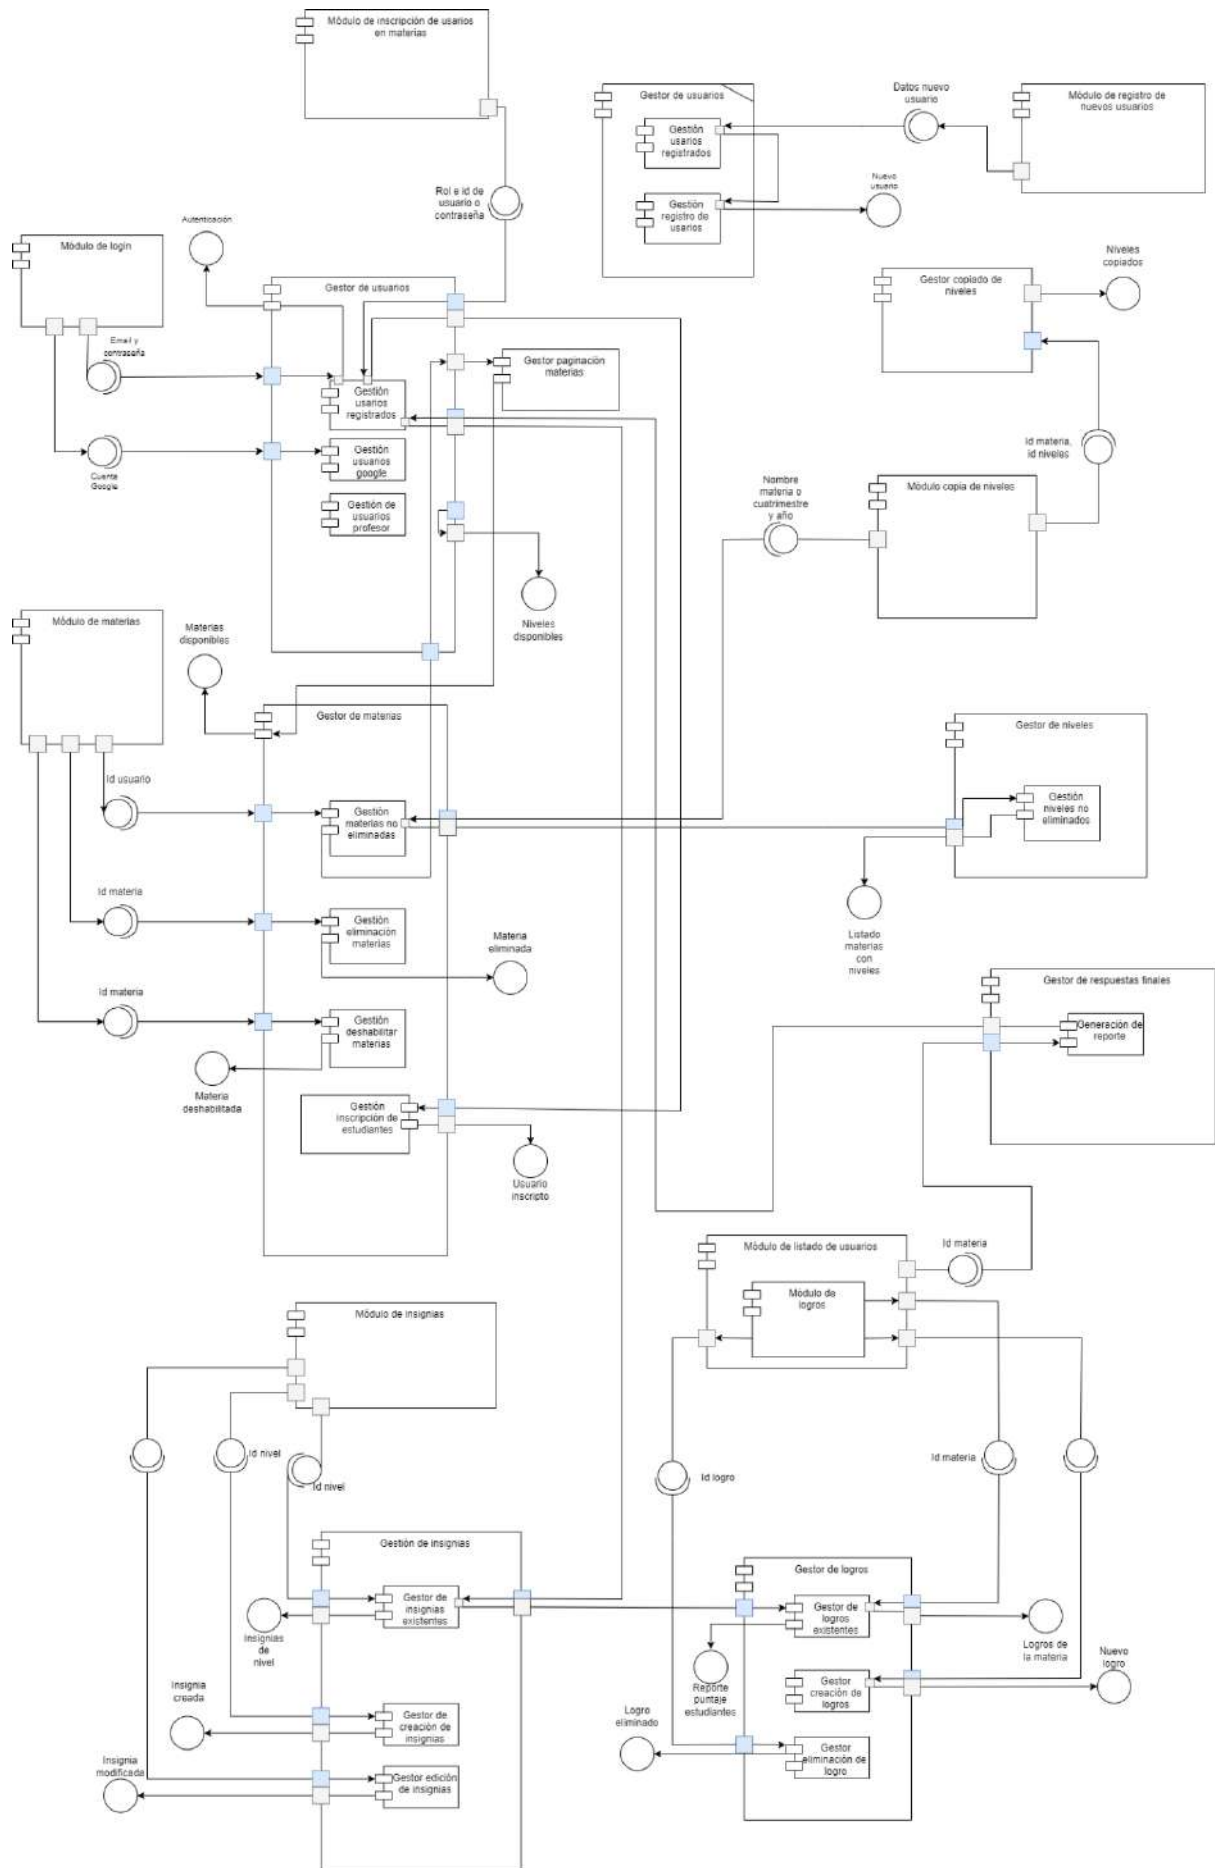 Módulo de inscripción de usarios
en materias
Gestor de usuarios
Datos nuevo
usuario
Módulo de registro de
nuevos usuarios
Gestión
usarios
registrados
Nuevo
usuario
Rol e id de
usuario o
contraseña
Gestión
registro de
usarios
Autenticación
Módulo de login
Niveles
copiados
Gestor de usuarios
Gestor copiado de
niveles
Email y
contraseña
Gestor paginación
materias
Gestión
usarios
registrados
Id materia,
id niveles
Gestión
usuarios
google
Cuenta
Google
Nombre
materia o
cuatrimestre
y año
Módulo copia de niveles
Gestión de
usuarios
profesor
Niveles
disponibles
Módulo de materias
Materias
disponibles
Gestor de materias
Gestor de niveles
Id usuario
Gestión
materias no
eliminadas
Gestión
niveles no
eliminados
Id materia
Gestión
eliminación
materias
Materia
eliminada
Listado
materias
con
niveles
Id materia
Gestor de respuestas finales
Gestión
deshabilitar
materias
Generación de
reporte
Materia
deshabilitada
Gestión
inscripción de
estudiantes
Usuario
inscripto
Módulo de listado de usuarios
Id materia
Módulo de
logros
Módulo de insignias
Id nivel
Id nivel
Id logro
Id materia
Gestión de insignias
Gestor de logros
Gestor de
insignias
existentes
Gestor de
logros
existentes
Insignias
de
nivel
Logros de
la materia
Nuevo
logro
Reporte
puntaje
estudiantes
Gestor
creación de
logros
Insignia
creada
Gestor de
creación de
insignias
Logro
eliminado
Gestor
eliminación de
logro
Insignia
modificada
Gestor edición
de insignias